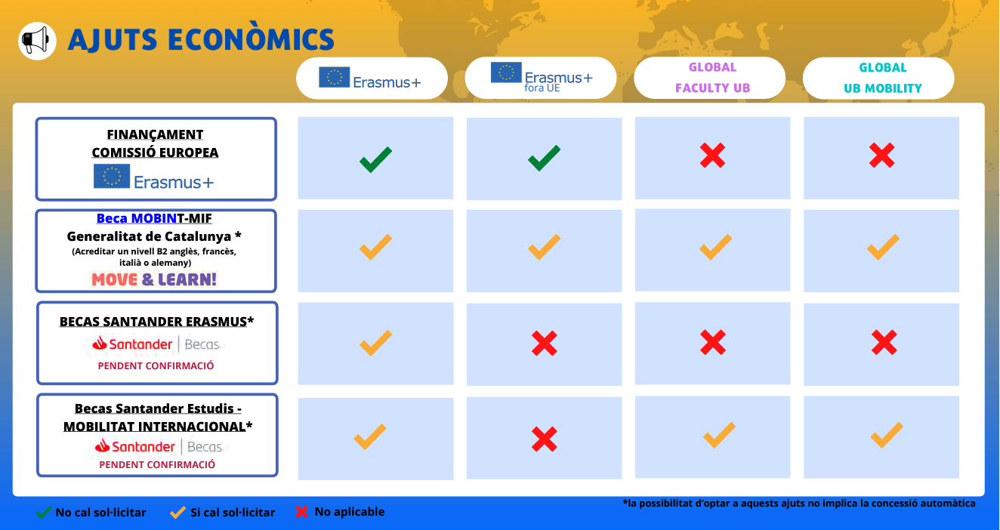 AJUTS ECONÒMICS
Erasmus+
Erasmus+
fora UE
GLOBAL
FACULTY UB
GLOBAL
UB MOBILITY
FINANÇAMENT
COMISSIÓ EUROPEA
Erasmus+
Beca MOBINT-MIF
Generalitat de Catalunya *
(Acreditar un nivell B2 anglès, francès,
italià o alemany)
MOVE & LEARN!
BECAS SANTANDER ERASMUS*
Santander | Becas
PENDENT CONFIRMACIÓ
Becas Santander Estudis -
MOBILITAT INTERNACIONAL*
Santander | Becas
PENDENT CONFIRMACIÓ
*la possibilitat d'optar a aquests ajuts no implica la concessió automàtica
No cal sol·licitar
Si cal sol·licitar
No aplicable